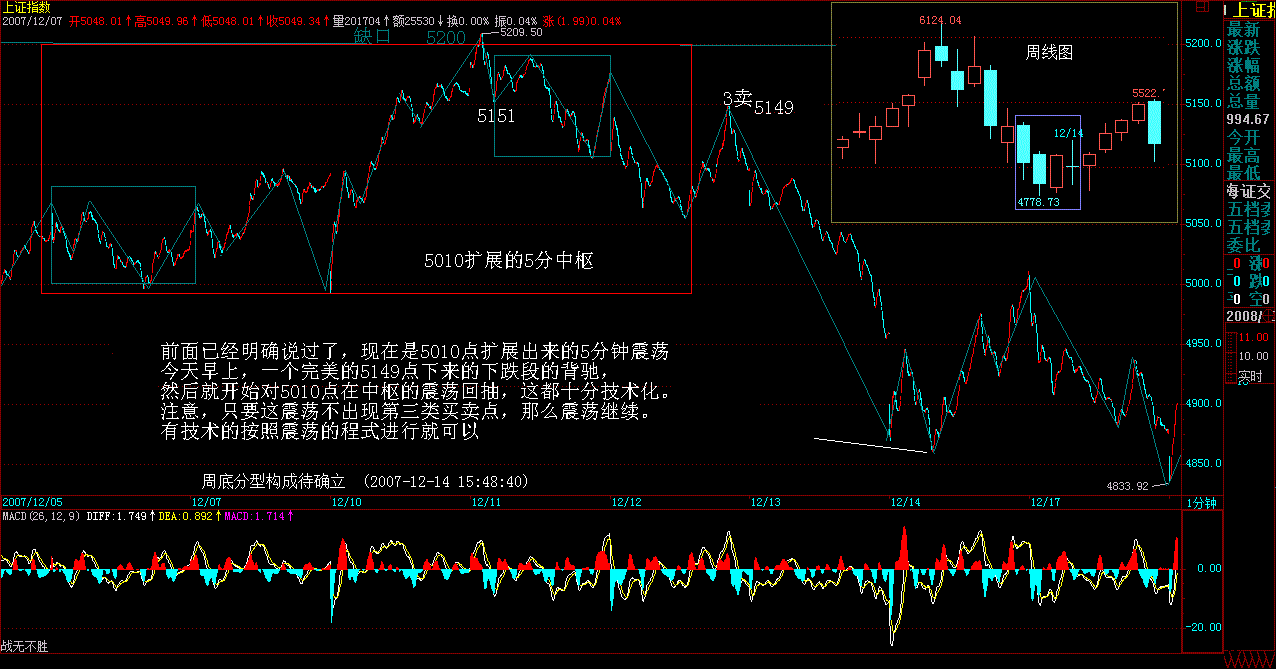 上证指数
2007/12/07 开5048.01↑高5049.98↑低5048.01↑收5049.34↑量201704↑额25530↓换0.00% 振0.04% 涨(1.99)0.04%
缺口 5200
5209.50
5151
3卖
5149
5010扩展的5分中枢
前面已经明确说过了，现在是5010点扩展出来的5分钟震荡
今天早上，一个完美的5149点下来的下跌段的背驰，
然后就开始对5010点在中枢的震荡回抽，这都十分技术化。
注意，只要这震荡不出现第三类买卖点，那么震荡继续。
有技术的按照震荡的程式进行就可以
周底分型构成待确立 (2007-12-14 15:48:40)
6124.04
周线图
5522.
12/14
4778.73
4833.92
5200.0
5150.0
5100.0
5050.0
5000.0
4950.0
4900.0
4850.0
2007/12/05 12/07 12/10 12/11 12/12 12/13 12/14 12/17
1分钟
MACD(26,12,9) DIFF:1.749↑DEA:0.892↑MACD:1.714↑
0.00
-20.00
战无不胜
上证指
最新
涨跌
涨幅
总额
总量
994.67
今开
最高
最低
海证交
五档
五档
委比
0 涨0
0 跌0
0 空0
2008/
11.00
10.00
实时